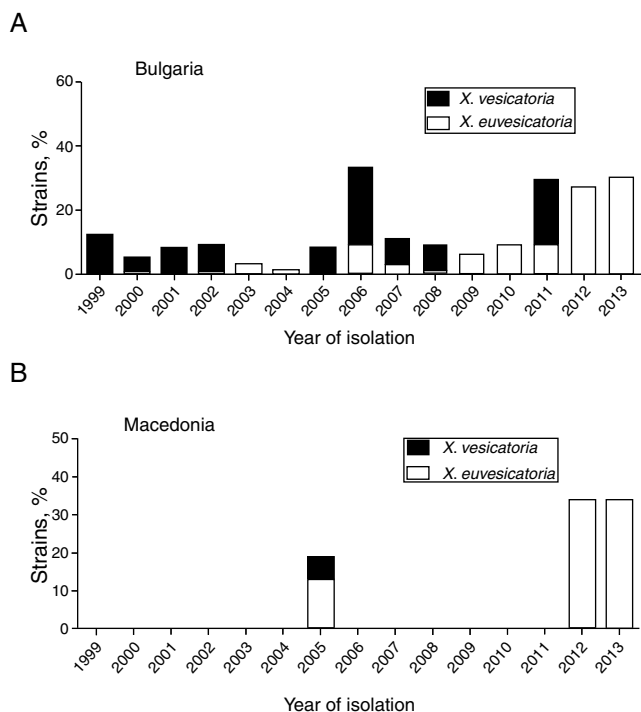 A
Bulgaria
X. vesicatoria
X. euvesicatoria
Strains, %
60
40
20
0
1999 2000 2001 2002 2003 2004 2005 2006 2007 2008 2009 2010 2011 2012 2013
Year of isolation
B
Macedonia
X. vesicatoria
X. euvesicatoria
Strains, %
50
40
30
20
10
0
1999 2000 2001 2002 2003 2004 2005 2006 2007 2008 2009 2010 2011 2012 2013
Year of isolation